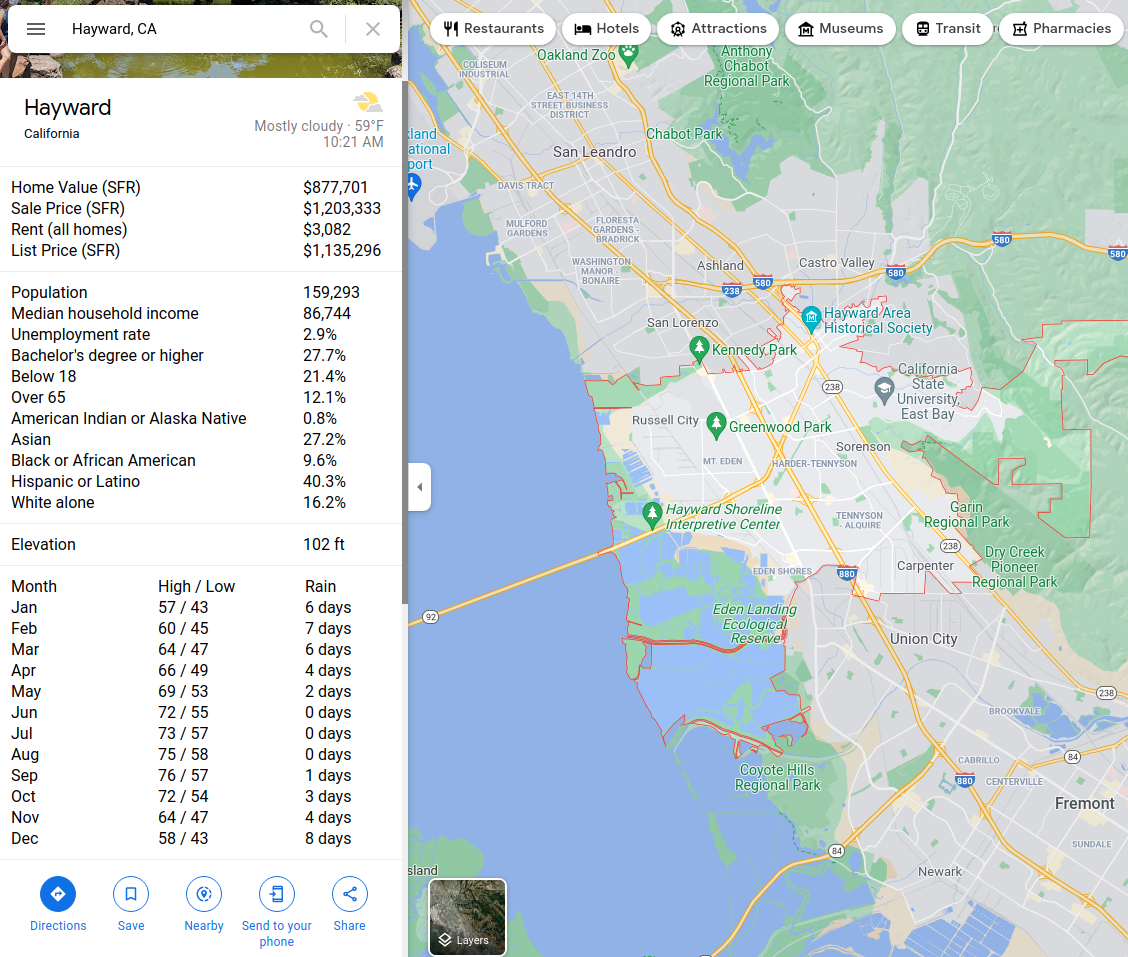 Hayward, CA
Restaurants
Hotels
Attractions
Museums
Transit
Pharmacies
Hayward
California
Mostly cloudy · 59°F
10:21 AM
Home Value (SFR) $877,701
Sale Price (SFR) $1,203,333
Rent (all homes) $3,082
List Price (SFR) $1,135,296
Population 159,293
Median household income 86,744
Unemployment rate 2.9%
Bachelor's degree or higher 27.7%
Below 18 21.4%
Over 65 12.1%
American Indian or Alaska Native 0.8%
Asian 27.2%
Black or African American 9.6%
Hispanic or Latino 40.3%
White alone 16.2%
Elevation 102 ft
Month High / Low Rain
Jan 57 / 43 6 days
Feb 60 / 45 7 days
Mar 64 / 47 6 days
Apr 66 / 49 4 days
May 69 / 53 2 days
Jun 72 / 55 0 days
Jul 73 / 57 0 days
Aug 75 / 58 0 days
Sep 76 / 57 1 days
Oct 72 / 54 3 days
Nov 64 / 47 4 days
Dec 58 / 43 8 days
Directions
Save
Nearby
Send to your
phone
Share
Oakland Zoo
COLISEUM
INDUSTRIAL
Anthony
Chabot
Regional Park
EAST 14TH
STREET BUSINESS
DISTRICT
kland
ational
port
Chabot Park
San Leandro
DAVIS TRACT
MULFORD
GARDENS
FLORESTA
GARDENS -
BRADRICK
WASHINGTON
MANOR -
BONAIRE
Ashland
Castro Valley
580
580
580
580
238
San Lorenzo
Hayward Area
Historical Society
Kennedy Park
238
California
State
University,
East Bay
Russell City
Greenwood Park
Sorenson
MT. EDEN
HARDER-TENNYSON
Hayward Shoreline
Interpretive Center
TENNYSON
- ALQUIRE
Garin
Regional Park
238
Dry Creek
Pioneer
Regional Park
EDEN SHORES
880
Carpenter
92
Eden Landing
Ecological
Reserve
Union City
238
BROOKVALE
84
CABRILLO
880
CENTERVILLE
Coyote Hills
Regional Park
Fremont
SUNDALE
84
Newark
sland
Layers